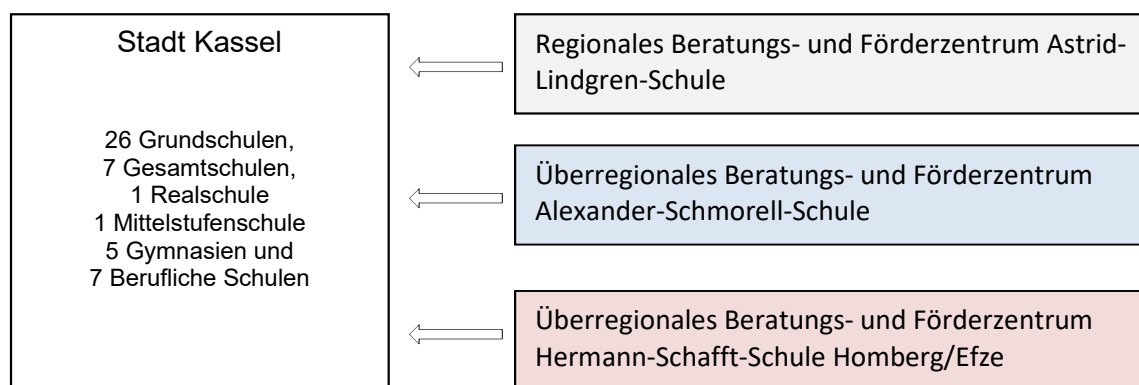 Stadt Kassel
26 Grundschulen,
7 Gesamtschulen,
1 Realschule
1 Mittelstufenschule
5 Gymnasien und
7 Berufliche Schulen
Regionales Beratungs- und Förderzentrum Astrid-
Lindgren-Schule
Überregionales Beratungs- und Förderzentrum
Alexander-Schmorell-Schule
Überregionales Beratungs- und Förderzentrum
Hermann-Schafft-Schule Homberg/Efze